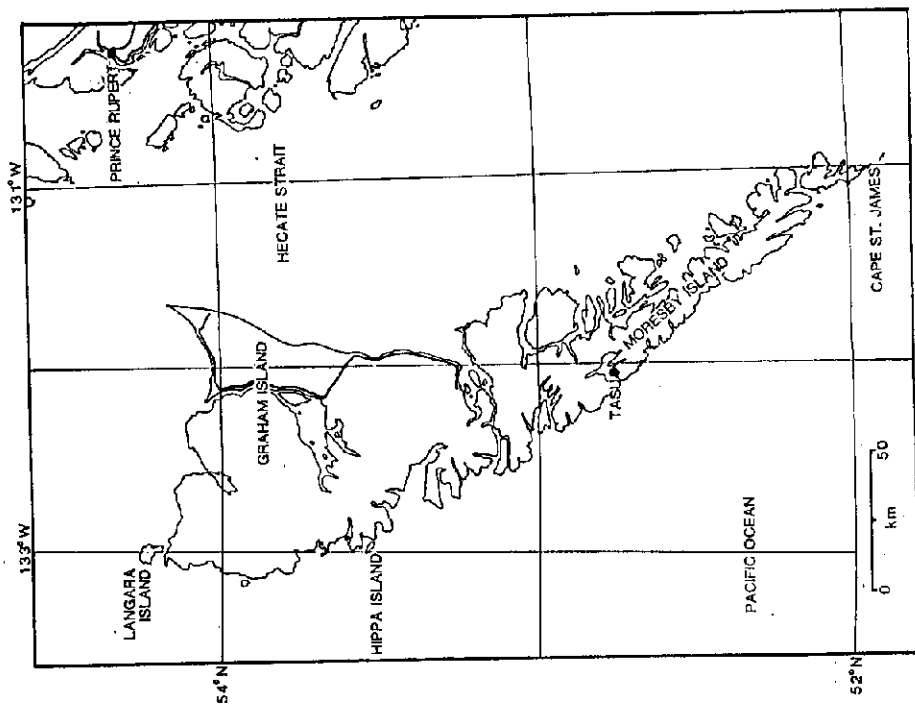 133°W
131°W
LANGARA
ISLAND
PRINCE RUPERT
54°N
GRAHAM ISLAND
HECATE STRAIT
HIPPA ISLAND
TASU
MORESBY ISLAND
PACIFIC OCEAN
0 50
km
52°N
CAPE ST. JAMES